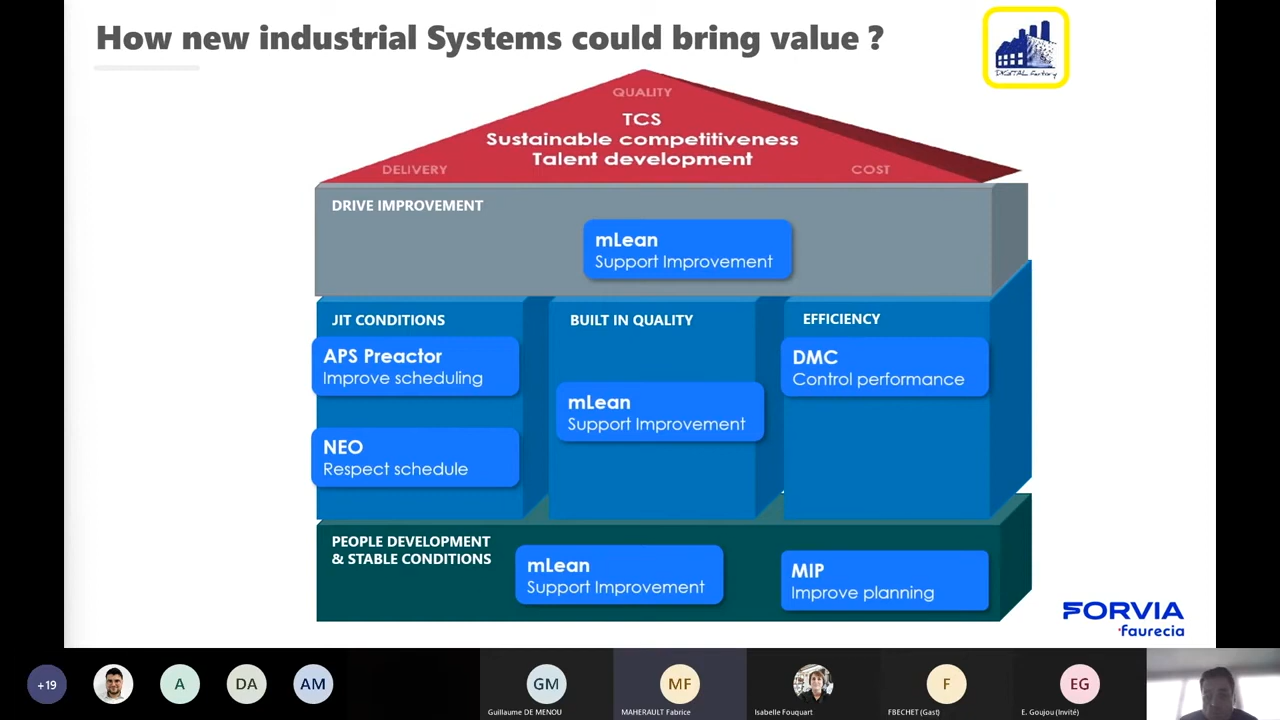 How new industrial Systems could bring value ?
DIGITAL Factory
QUALITY
TCS
Sustainable competitiveness
Talent development
DELIVERY
COST
DRIVE IMPROVEMENT
mLean
Support Improvement
JIT CONDITIONS
APS Preactor
Improve scheduling
NEO
Respect schedule
BUILT IN QUALITY
mLean
Support Improvement
EFFICIENCY
DMC
Control performance
PEOPLE DEVELOPMENT
& STABLE CONDITIONS
mLean
Support Improvement
MIP
Improve planning
FORVIA
faurecia
+19
A
DA
AM
GM
Guillaume DE MENOU
MF
MAHERAULT Fabrice
Isabelle Fouquart
F
FBECHET (Gast)
EG
E. Goujou (Invité)